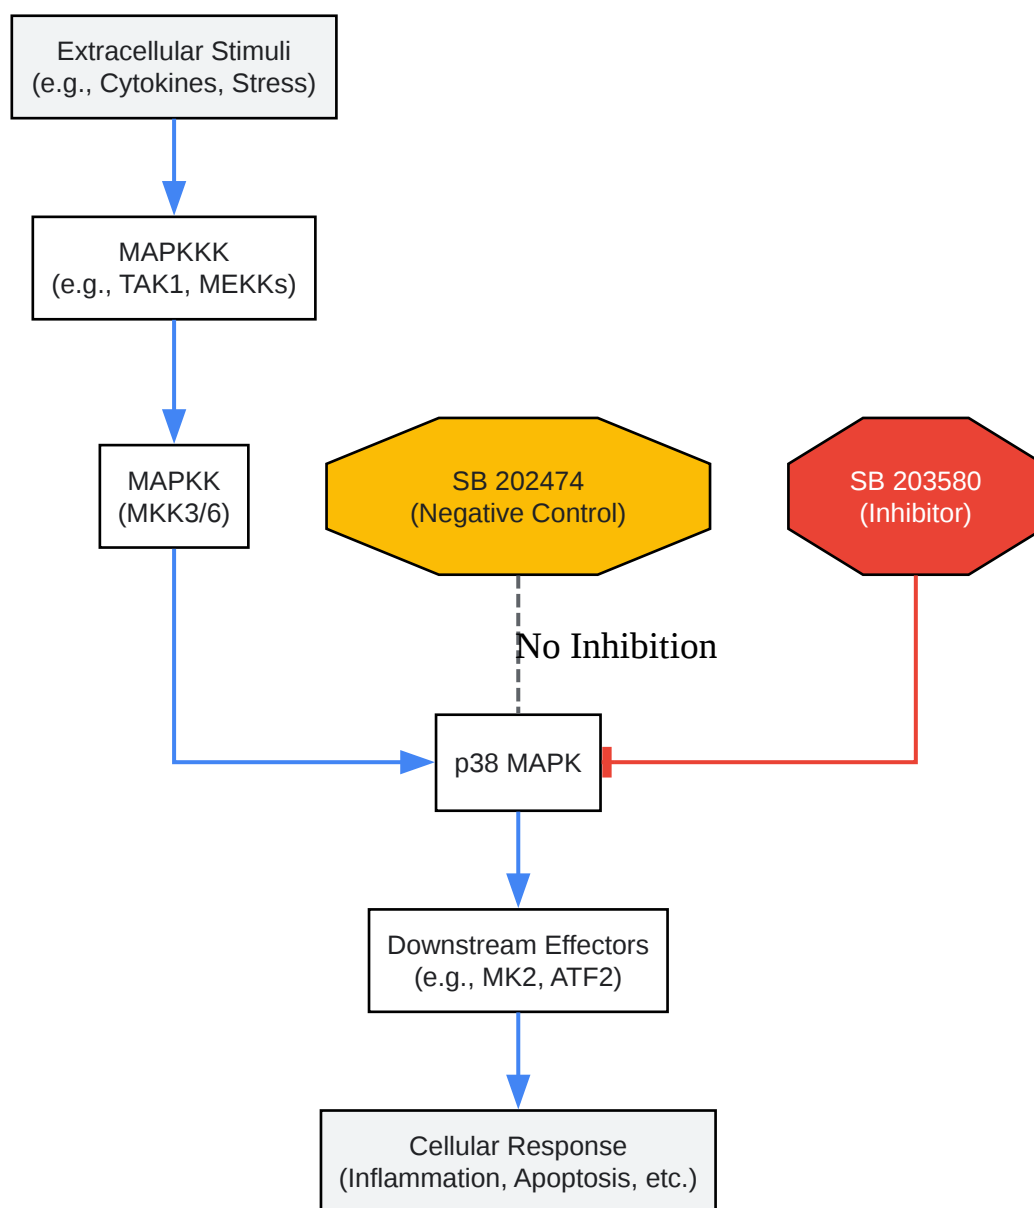 Extracellular Stimuli
(e.g., Cytokines, Stress)
MAPKKK
(e.g., TAK1, MEKKs)
MAPKK
(MKK3/6)
SB 202474
(Negative Control)
SB 203580
(Inhibitor)
No Inhibition
p38 MAPK
Downstream Effectors
(e.g., MK2, ATF2)
Cellular Response
(Inflammation, Apoptosis, etc.)